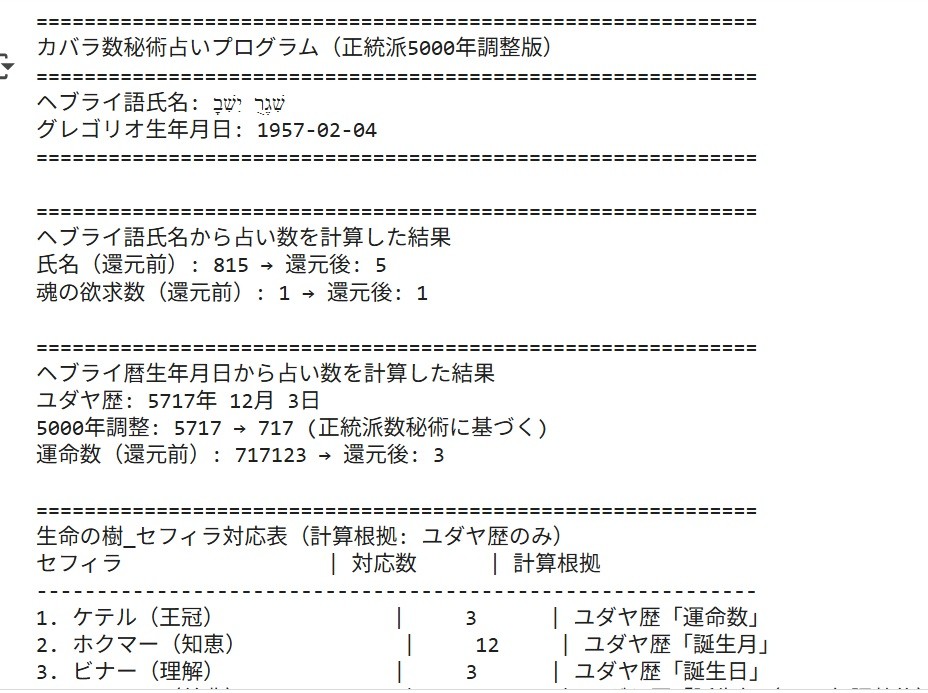 ============================================================
カバラ数秘術占いプログラム（正統派5000年調整版）
============================================================
ヘブライ語氏名: שִׁגֶרֻ יִשִׁבָ
グレゴリオ生年月日: 1957-02-04
============================================================
============================================================
ヘブライ語氏名から占い数を計算した結果
氏名（還元前）: 815 → 還元後: 5
魂の欲求数（還元前）: 1 → 還元後: 1
============================================================
ヘブライ暦生年月日から占い数を計算した結果
ユダヤ歴: 5717年 12月 3日
5000年調整: 5717 → 717 (正統派数秘術に基づく)
運命数（還元前）: 717123 → 還元後: 3
============================================================
生命の樹_セフィラ対応表（計算根拠: ユダヤ歴のみ）
セフィラ | 対応数 | 計算根拠
------------------------------------------------------------
1. ケテル（王冠） | 3 | ユダヤ歴「運命数」
2. ホクマー（知恵） | 12 | ユダヤ歴「誕生月」
3. ビナー（理解） | 3 | ユダヤ歴「誕生日」